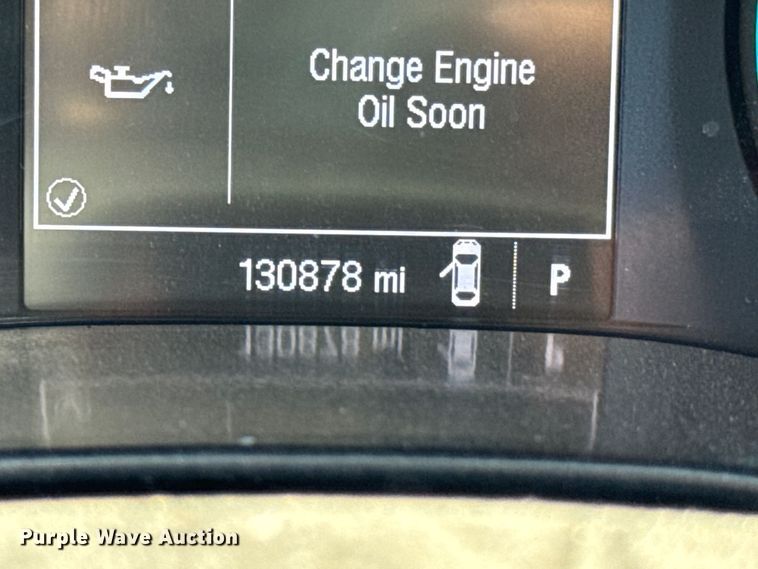 Change Engine
Oil Soon
130878 mi
P
Purple Wave Auction